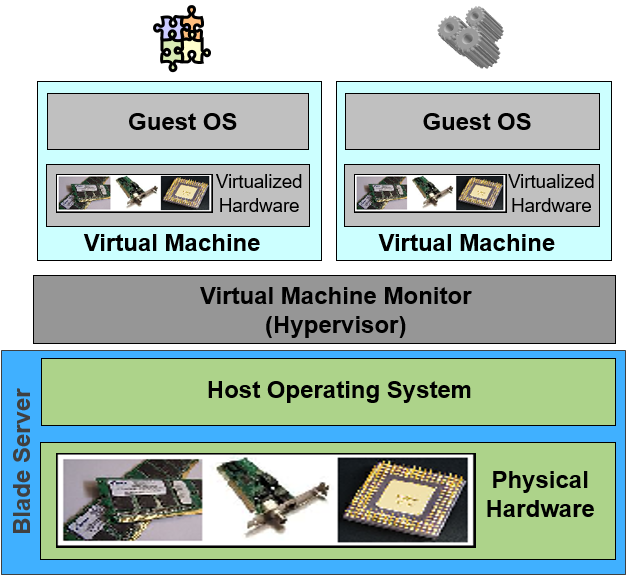 Guest OS
Virtualized
Hardware
Virtual Machine
Guest OS
Virtualized
Hardware
Virtual Machine
Virtual Machine Monitor
(Hypervisor)
Blade Server
Host Operating System
Physical
Hardware